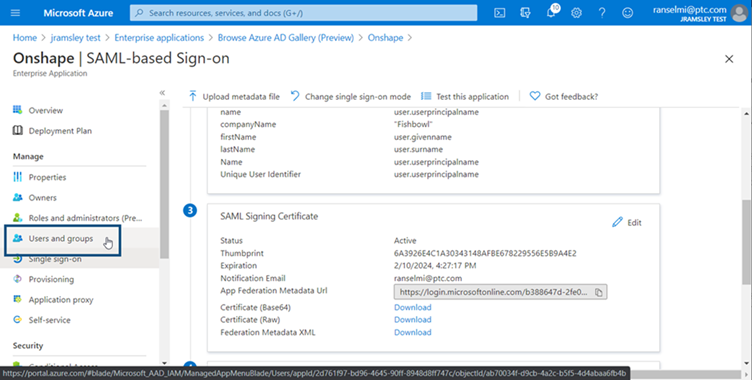 Microsoft Azure
Search resources, services, and docs (G+/)
10
ranselmi@ptc.com
JRAMSLEY TEST
Home > jramsley test > Enterprise applications > Browse Azure AD Gallery (Preview) > Onshape >
Onshape | SAML-based Sign-on
Enterprise Application
Upload metadata file
Change single sign-on mode
Test this application
Got feedback?
Overview
Deployment Plan
Manage
Properties
Owners
Roles and administrators (Pre...
Users and groups
Single sign-on
Provisioning
Application proxy
Self-service
Security
Conditional Access
name user.userprincipalname
companyName "Fishbowl"
firstName user.givenname
lastName user.surname
Name user.userprincipalname
Unique User Identifier user.userprincipalname
3
SAML Signing Certificate
Edit
Status Active
Thumbprint 6A3926E4C1A30343148AFBE678229556E5B9A4E2
Expiration 2/10/2024, 4:27:17 PM
Notification Email ranselmi@ptc.com
App Federation Metadata Url https://login.microsoftonline.com/b388647d-2fe0...
Certificate (Base64) Download
Certificate (Raw) Download
Federation Metadata XML Download
https://portal.azure.com/#blade/Microsoft_AAD_IAM/ManagedAppMenuBlade/Users/appId/2d761f97-bd96-4645-90ff-8948d8ff747c/objectId/ab70034f-d9cb-4a2c-b5f5-4d4abaa6fb4b